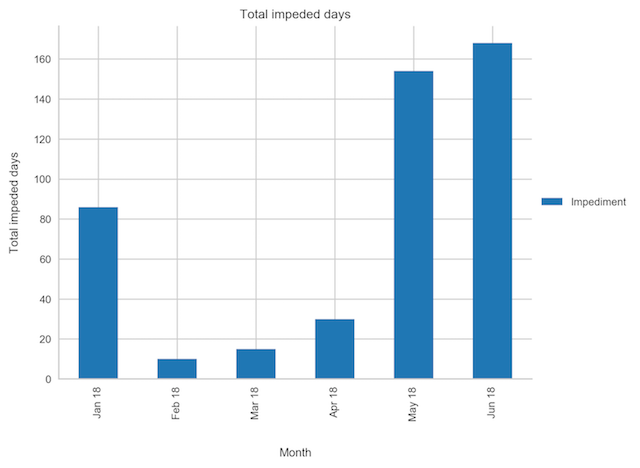 Total impeded days
Total impeded days
160
140
120
100
80
60
40
20
0
Jan 18
Feb 18
Mar 18
Apr 18
May 18
Jun 18
Month
Impediment